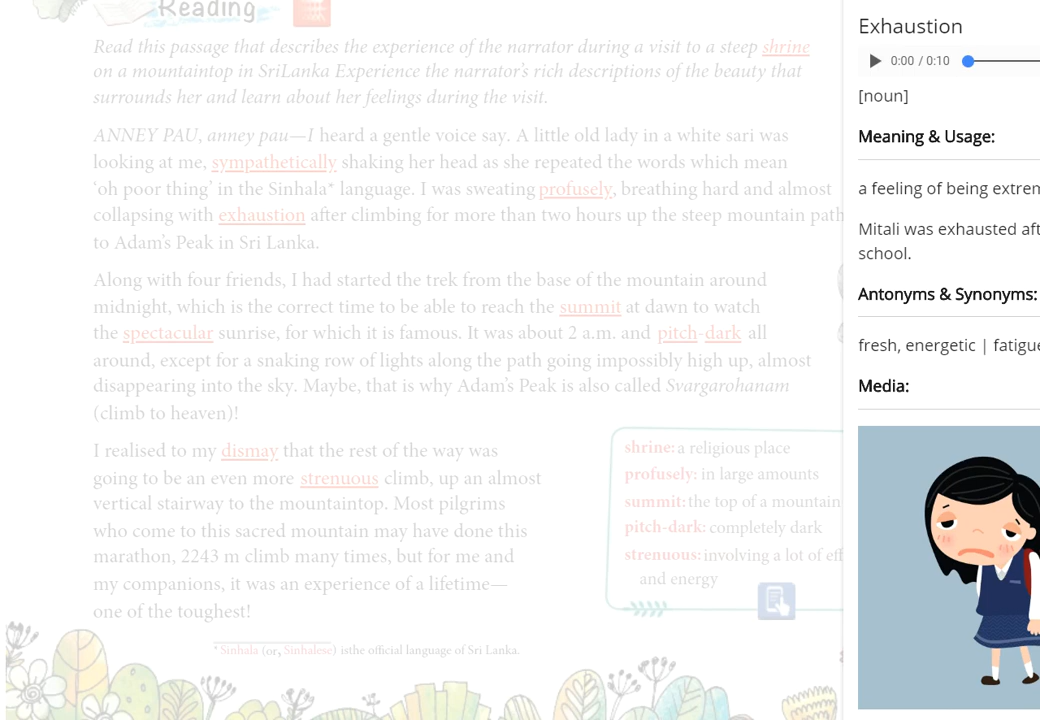 Reading
Read this passage that describes the experience of the narrator during a visit to a steep shrine
on a mountaintop in SriLanka Experience the narrator's rich descriptions of the beauty that
surrounds her and learn about her feelings during the visit.
ANNEY PAU, anney pau—I heard a gentle voice say. A little old lady in a white sari was
looking at me, sympathetically shaking her head as she repeated the words which mean
'oh poor thing' in the Sinhala* language. I was sweating profusely, breathing hard and almost
collapsing with exhaustion after climbing for more than two hours up the steep mountain path
to Adam's Peak in Sri Lanka.
Along with four friends, I had started the trek from the base of the mountain around
midnight, which is the correct time to be able to reach the summit at dawn to watch
the spectacular sunrise, for which it is famous. It was about 2 a.m. and pitch-dark all
around, except for a snaking row of lights along the path going impossibly high up, almost
disappearing into the sky. Maybe, that is why Adam's Peak is also called Svargarohanam
(climb to heaven)!
I realised to my dismay that the rest of the way was
going to be an even more strenuous climb, up an almost
vertical stairway to the mountaintop. Most pilgrims
who come to this sacred mountain may have done this
marathon, 2243 m climb many times, but for me and
my companions, it was an experience of a lifetime—
one of the toughest!
shrine: a religious place
profusely: in large amounts
summit: the top of a mountain
pitch-dark: completely dark
strenuous: involving a lot of
and energy
* Sinhala (or, Sinhalese) isthe official language of Sri Lanka.
Exhaustion
0:00 / 0:10
[noun]
Meaning & Usage:
a feeling of being
Mitali was exhausted
school.
Antonyms & Synonyms:
fresh, energetic |
Media: